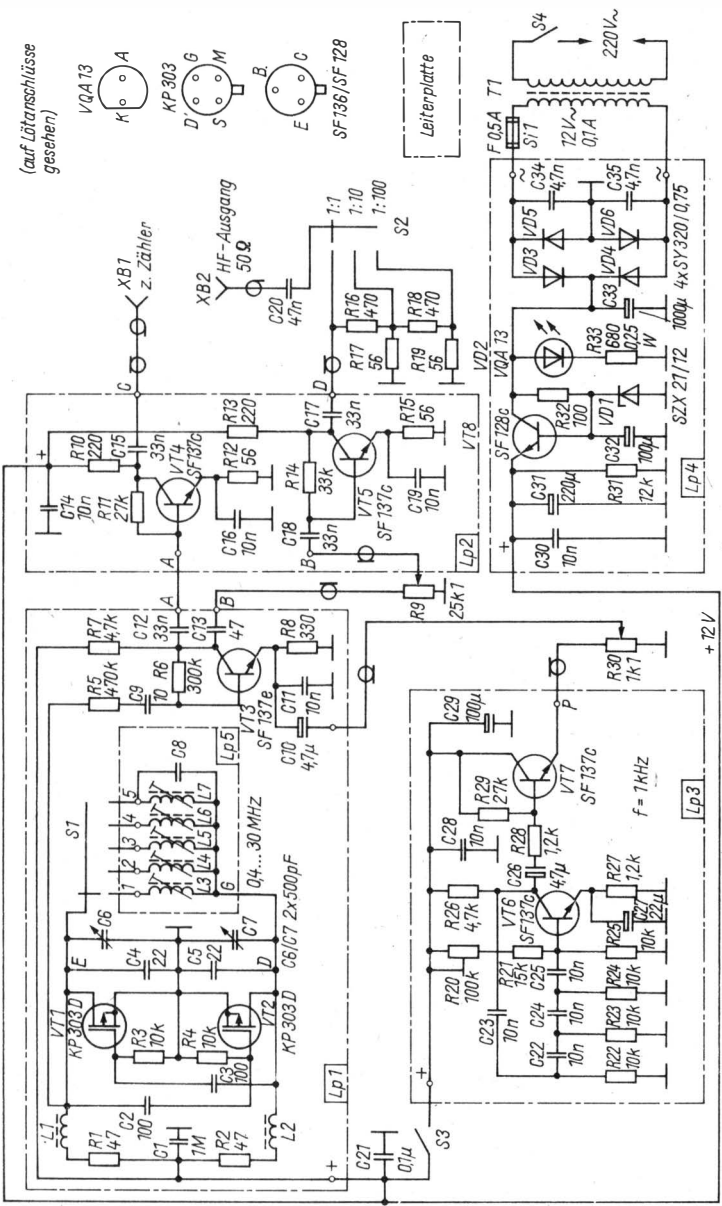 (auf Lötanschlüsse
gesehen)
VQA 13
K
A
KP 303
D'
G
S
M
B
E
C
SF136/SF 128
Leiterplatte
L1
R1
47
C1
1M
R2
47
L2
C2
100
C3
100
VT1
KP303 D
R3
10k
R4
10k
VT2
KP303 D
E
C4
22
C5
22
D
C6
C7
C6/C7 2x500pF
S1
1
2
3
4
5
L3
L4
L5
L6
L7
G
C8
Lp5
0,4...30 MHz
R5
470k
C9
10
R7
4,7k
R6
300k
C12
33n
C13
47
VT3
SF 137e
C10
4,7µ
C11
10n
R8
330
A
B
Lp1
+
C14
10n
R10
220
+
R11
27k
C15
33n
VT4
SF137c
R12
56
C16
10n
A
B
C
R13
220
R14
33k
C17
33n
C18
33n
VT5
SF 137c
C19
10n
R15
56
VT8
D
Lp2
XB1
z. Zähler
XB2
HF-Ausgang
50 Ω
C20
47n
1:1
1:10
1:100
S2
R16
470
R17
56
R18
470
R19
56
R9
25k1
R30
1k1
+12V
C21
0,1µ
S3
+
R20
100k
R26
4,7k
C23
10n
R21
15k
VT6
SF137c
C22
10n
C24
10n
C25
10n
R22
10k
R23
10k
R24
10k
R25
10k
C27
22µ
R27
1,2k
C26
4,7µ
R28
1,2k
C28
10n
R29
27k
C29
100µ
VT7
SF 137c
P
f = 1kHz
Lp3
+
C30
10n
C31
220µ
R31
12k
SF128c
R32
100
C32
100µ
VD1
SZX 21/12
VD2
VQA 13
R33
680
0,25
W
C33
1000µ
VD3
VD4
VD5
VD6
4xSY320/0,75
C34
4,7n
C35
4,7n
~
~
Lp4
F 0,5A
Si1
T1
12V~
0,1A
S4
220V~